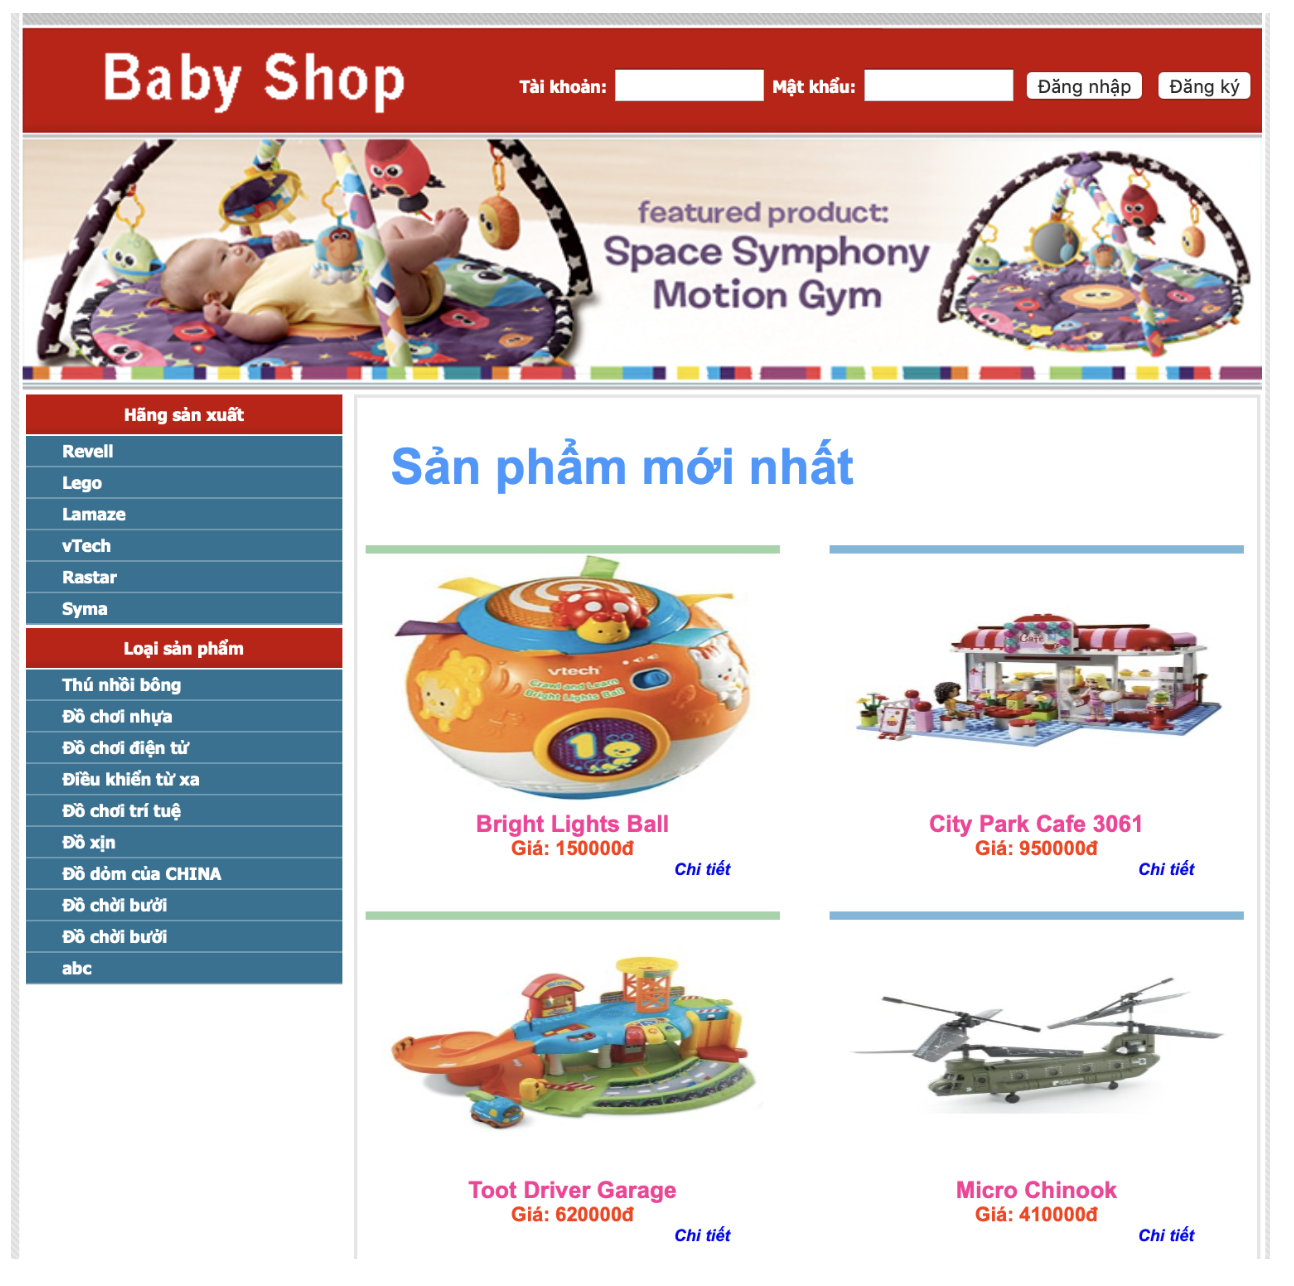 Baby Shop
Tài khoản: Mật khẩu: Đăng nhập Đăng ký
featured product:
Space Symphony
Motion Gym
Hãng sản xuất
Revell
Lego
Lamaze
vTech
Rastar
Syma
Loại sản phẩm
Thú nhồi bông
Đồ chơi nhựa
Đồ chơi điện tử
Điều khiển từ xa
Đồ chơi trí tuệ
Đồ xịn
Đồ dỏm của CHINA
Đồ chời bưởi
Đồ chời bưởi
abc
Sản phẩm mới nhất
vtech
Crawl and Learn
Bright Lights Ball
1
Bright Lights Ball
Giá: 150000đ
Chi tiết
Cafe
City Park Cafe 3061
Giá: 950000đ
Chi tiết
Toot Driver Garage
Giá: 620000đ
Chi tiết
Micro Chinook
Giá: 410000đ
Chi tiết